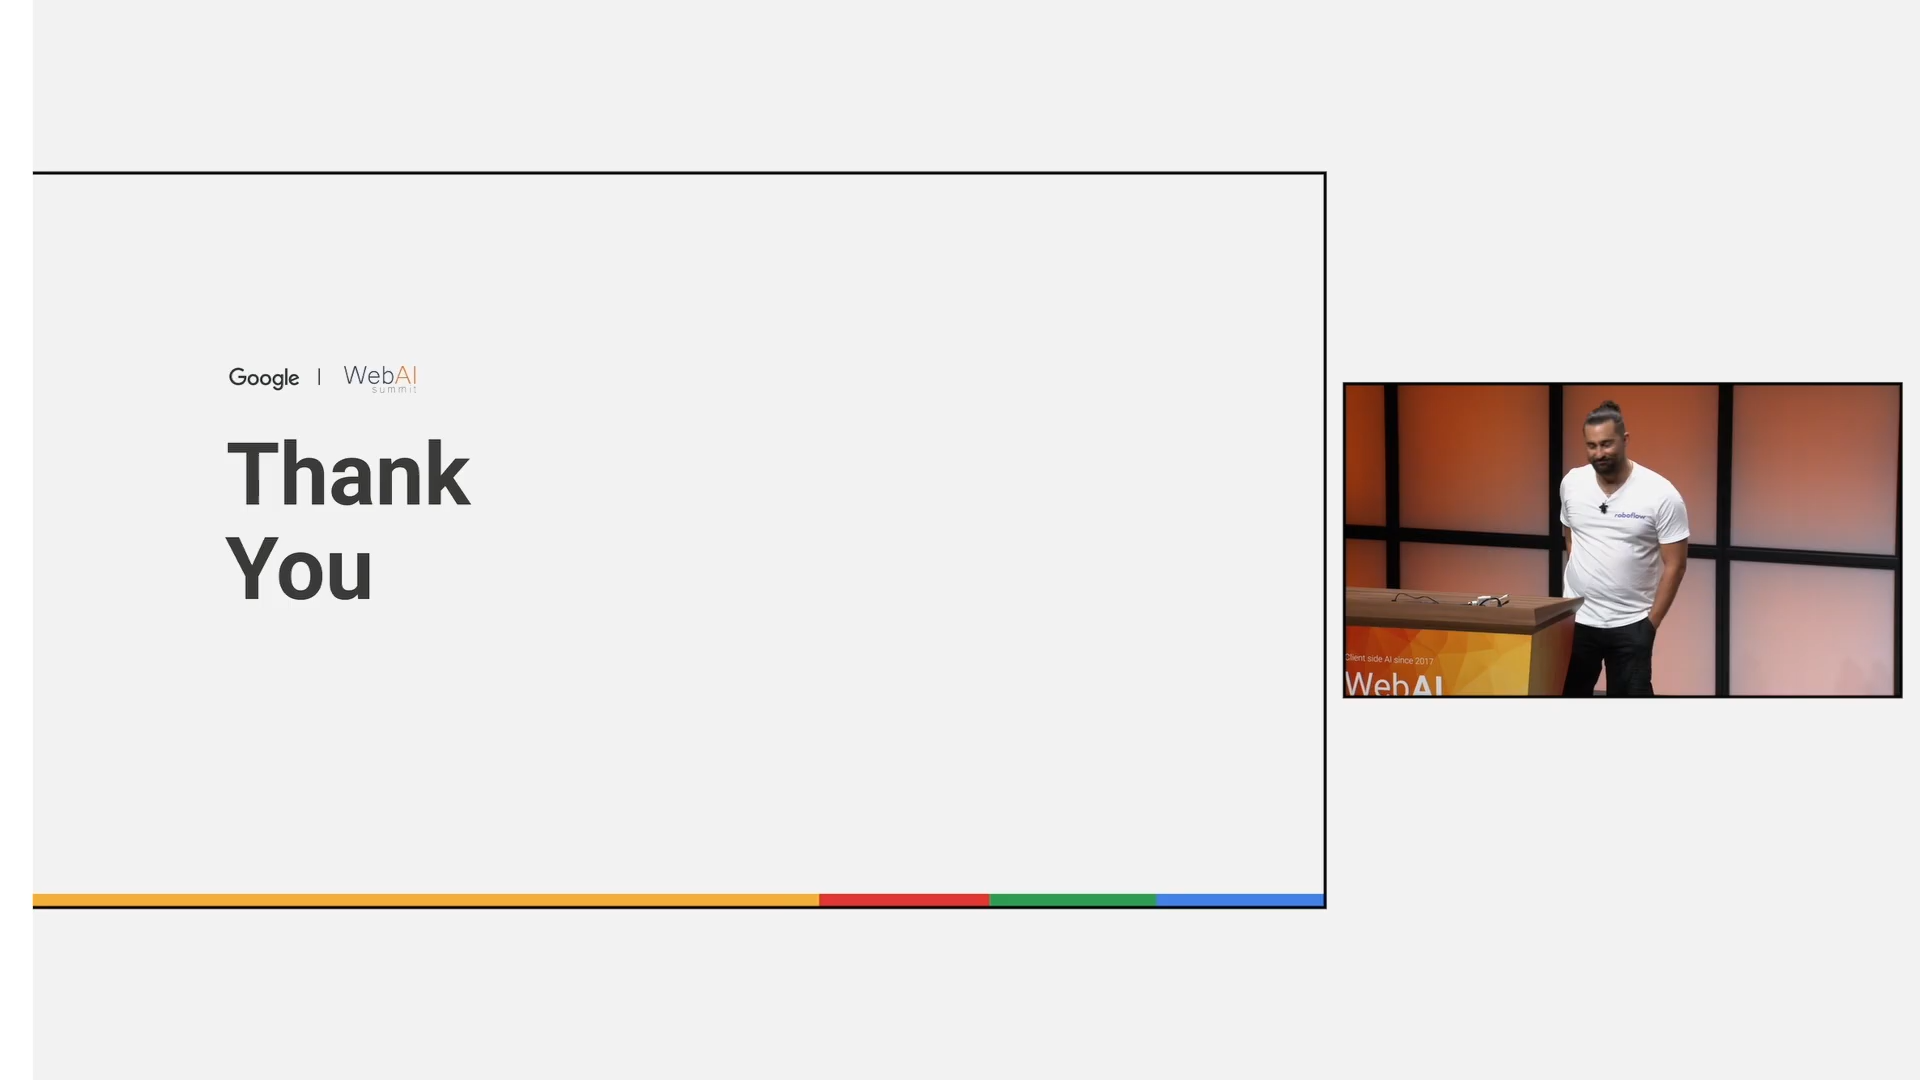 Google | WebAI
summit
Thank
You
roboflow
Client side AI since 2017
WebAI